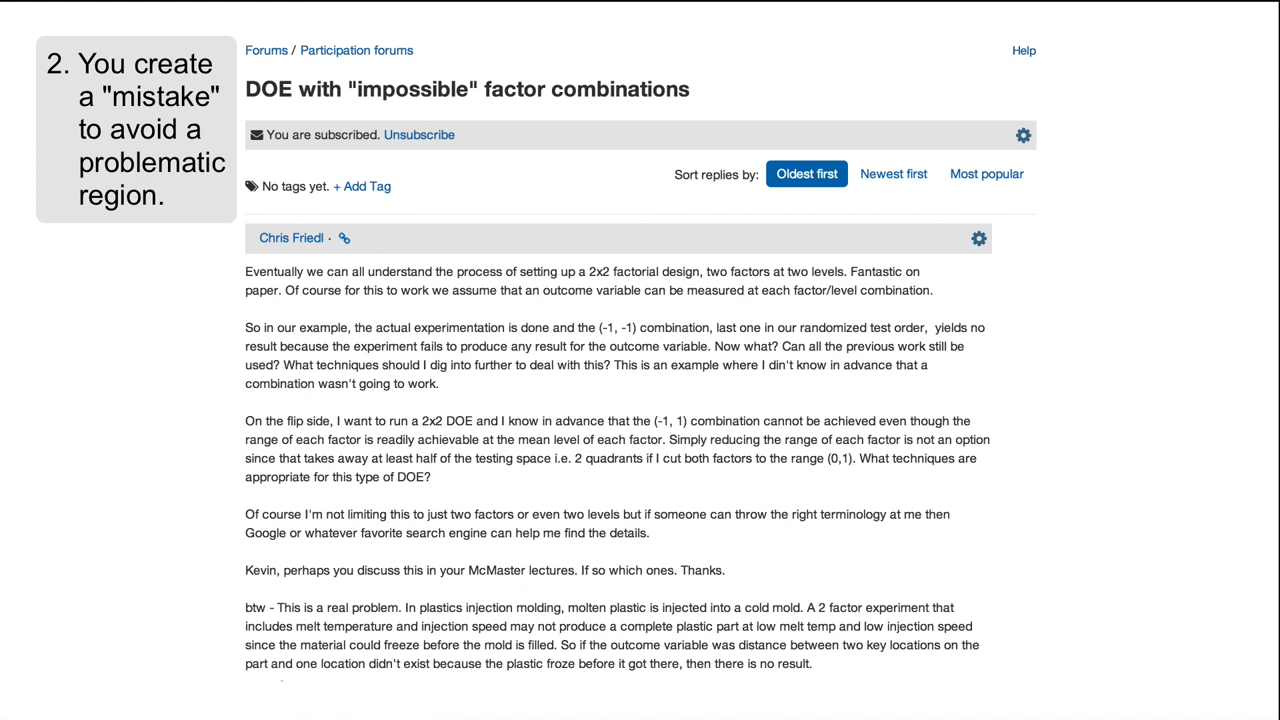 2. You create
a "mistake"
to avoid a
problematic
region.
Forums / Participation forums
Help
DOE with "impossible" factor combinations
You are subscribed. Unsubscribe
No tags yet. + Add Tag
Sort replies by: Oldest first Newest first Most popular
Chris Friedl ·
Eventually we can all understand the process of setting up a 2x2 factorial design, two factors at two levels. Fantastic on
paper. Of course for this to work we assume that an outcome variable can be measured at each factor/level combination.
So in our example, the actual experimentation is done and the (-1, -1) combination, last one in our randomized test order, yields no
result because the experiment fails to produce any result for the outcome variable. Now what? Can all the previous work still be
used? What techniques should I dig into further to deal with this? This is an example where I din't know in advance that a
combination wasn't going to work.
On the flip side, I want to run a 2x2 DOE and I know in advance that the (-1, 1) combination cannot be achieved even though the
range of each factor is readily achievable at the mean level of each factor. Simply reducing the range of each factor is not an option
since that takes away at least half of the testing space i.e. 2 quadrants if I cut both factors to the range (0,1). What techniques are
appropriate for this type of DOE?
Of course I'm not limiting this to just two factors or even two levels but if someone can throw the right terminology at me then
Google or whatever favorite search engine can help me find the details.
Kevin, perhaps you discuss this in your McMaster lectures. If so which ones. Thanks.
btw - This is a real problem. In plastics injection molding, molten plastic is injected into a cold mold. A 2 factor experiment that
includes melt temperature and injection speed may not produce a complete plastic part at low melt temp and low injection speed
since the material could freeze before the mold is filled. So if the outcome variable was distance between two key locations on the
part and one location didn't exist because the plastic froze before it got there, then there is no result.